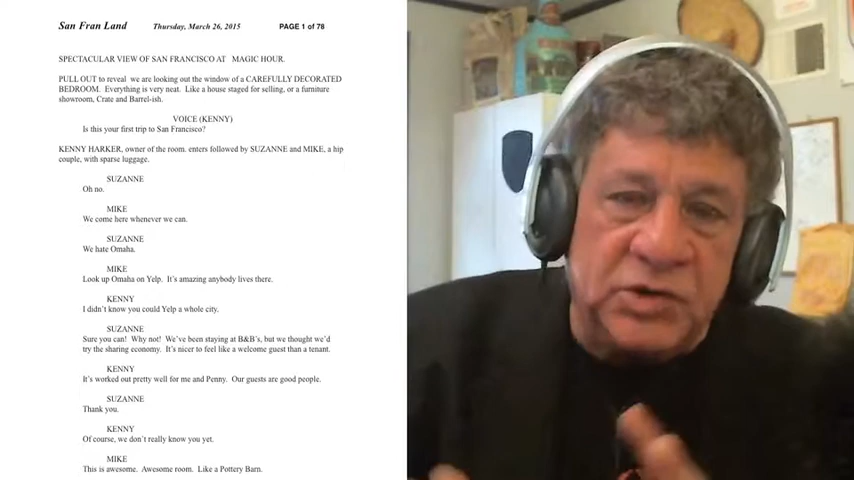 San Fran Land Thursday, March 26, 2015 PAGE 1 of 78
SPECTACULAR VIEW OF SAN FRANCISCO AT MAGIC HOUR.
PULL OUT to reveal we are looking out the window of a CAREFULLY DECORATED
BEDROOM. Everything is very neat. Like a house staged for selling, or a furniture
showroom, Crate and Barrel-ish.
VOICE (KENNY)
Is this your first trip to San Francisco?
KENNY HARKER, owner of the room. enters followed by SUZANNE and MIKE, a hip
couple, with sparse luggage.
SUZANNE
Oh no.
MIKE
We come here whenever we can.
SUZANNE
We hate Omaha.
MIKE
Look up Omaha on Yelp. It's amazing anybody lives there.
KENNY
I didn't know you could Yelp a whole city.
SUZANNE
Sure you can! Why not! We've been staying at B&B's, but we thought we'd
try the sharing economy. It's nicer to feel like a welcome guest than a tenant.
KENNY
It's worked out pretty well for me and Penny. Our guests are good people.
SUZANNE
Thank you.
KENNY
Of course, we don't really know you yet.
MIKE
This is awesome. Awesome room. Like a Pottery Barn.